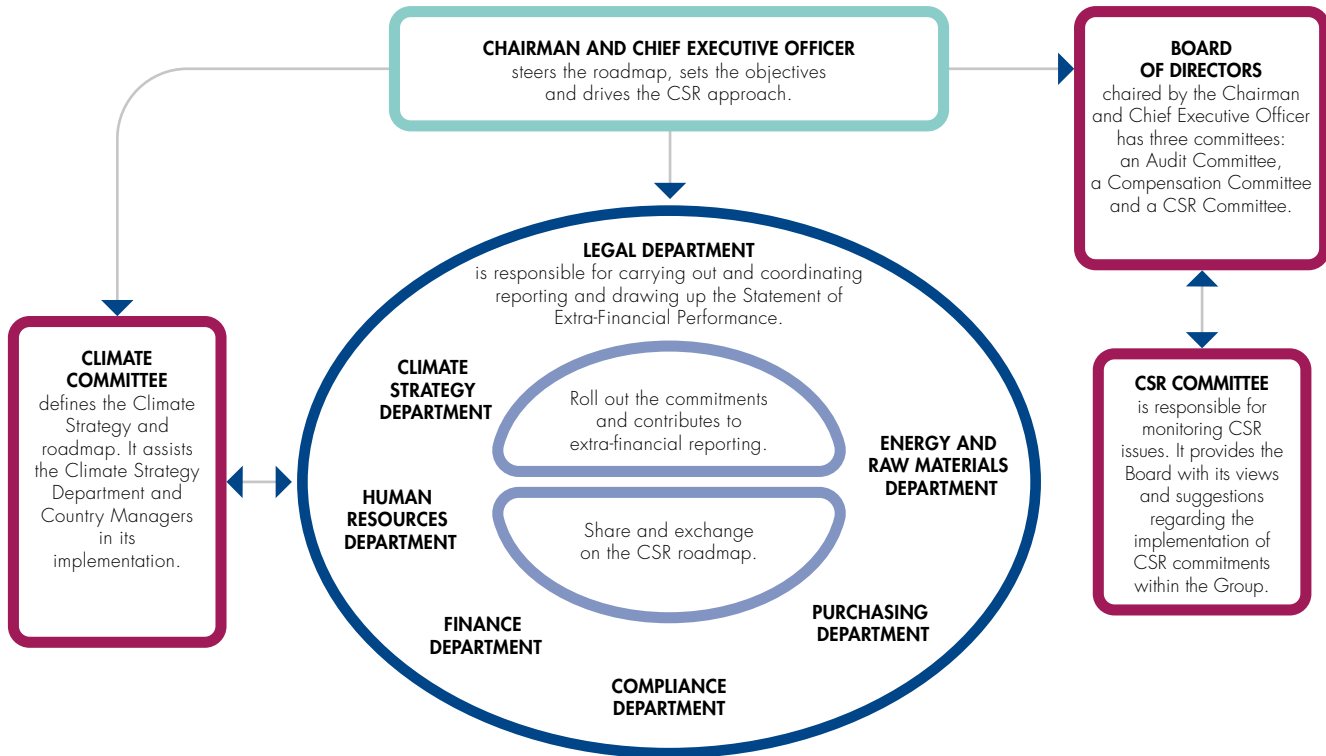 CHAIRMAN AND CHIEF EXECUTIVE OFFICER
steers the roadmap, sets the objectives
and drives the CSR approach.
BOARD
OF DIRECTORS
chaired by the Chairman
and Chief Executive Officer
has three committees:
an Audit Committee,
a Compensation Committee
and a CSR Committee.
LEGAL DEPARTMENT
is responsible for carrying out and coordinating
reporting and drawing up the Statement of
Extra-Financial Performance.
CLIMATE
COMMITTEE
defines the Climate
Strategy and
roadmap. It assists
the Climate Strategy
Department and
Country Managers
in its
implementation.
CLIMATE
STRATEGY
DEPARTMENT
Roll out the commitments
and contributes to
extra-financial reporting.
ENERGY AND
RAW MATERIALS
DEPARTMENT
CSR COMMITTEE
is responsible for
monitoring CSR
issues. It provides the
Board with its views
and suggestions
regarding the
implementation of
CSR commitments
within the Group.
HUMAN
RESOURCES
DEPARTMENT
Share and exchange
on the CSR roadmap.
FINANCE
DEPARTMENT
PURCHASING
DEPARTMENT
COMPLIANCE
DEPARTMENT